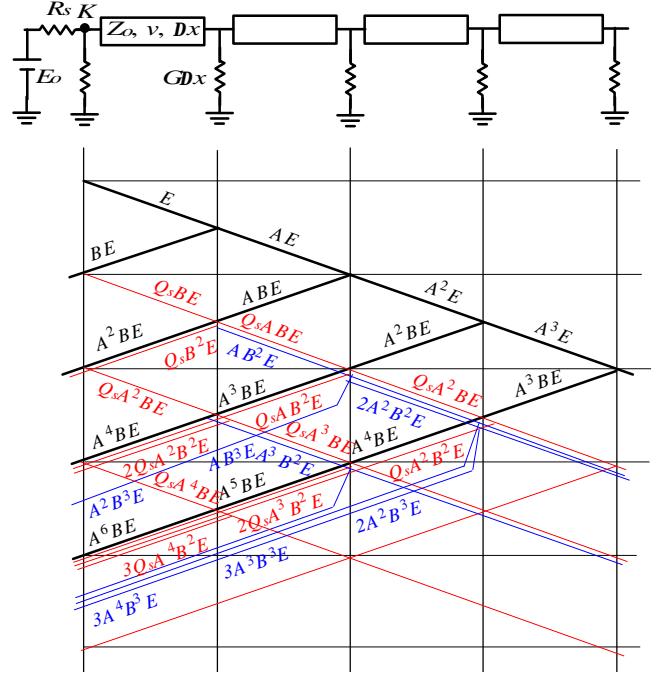 Rs K
Zo, v, Dx
Eo
GDx
E
AE
BE
A²E
QsBE
ABE
A³E
QsABE
A²BE
A²BE
QsB²E
AB²E
QsA²BE
A³BE
QsA²BE
A³BE
QsAB²E
2A²B²E
QsA³BE
A⁴BE
A⁴BE
2QsA²B²E
AB³E
A³B²E
QsA²B²E
QsA⁴BE
A⁵BE
A²B³E
2QsA³B²E
2A²B³E
A⁶BE
3QsA⁴B²E
3A³B³E
3A⁴B³E